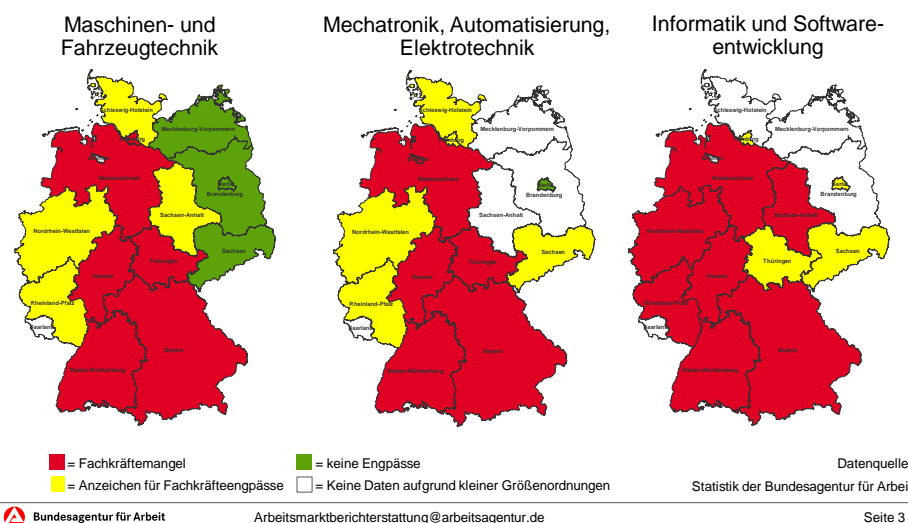 Maschinen- und
Fahrzeugtechnik
Mechatronik, Automatisierung,
Elektrotechnik
Informatik und Software-
entwicklung
Schleswig-Holstein
Mecklenburg-Vorpommern
Niedersachsen
Berlin
Brandenburg
Sachsen-Anhalt
Nordrhein-Westfalen
Sachsen
Thüringen
Hessen
Rheinland-Pfalz
Saarland
Bayern
Baden-Württemberg
Schleswig-Holstein
Mecklenburg-Vorpommern
Niedersachsen
Berlin
Brandenburg
Sachsen-Anhalt
Nordrhein-Westfalen
Sachsen
Thüringen
Hessen
Rheinland-Pfalz
Saarland
Bayern
Baden-Württemberg
Schleswig-Holstein
Mecklenburg-Vorpommern
Niedersachsen
Berlin
Brandenburg
Sachsen-Anhalt
Nordrhein-Westfalen
Sachsen
Thüringen
Hessen
Rheinland-Pfalz
Saarland
Bayern
Baden-Württemberg
= Fachkräftemangel
= keine Engpässe
Datenquelle
= Anzeichen für Fachkräfteengpässe
= Keine Daten aufgrund kleiner Größenordnungen
Statistik der Bundesagentur für Arbei
Bundesagentur für Arbeit
Arbeitsmarktberichterstattung@arbeitsagentur.de
Seite 3